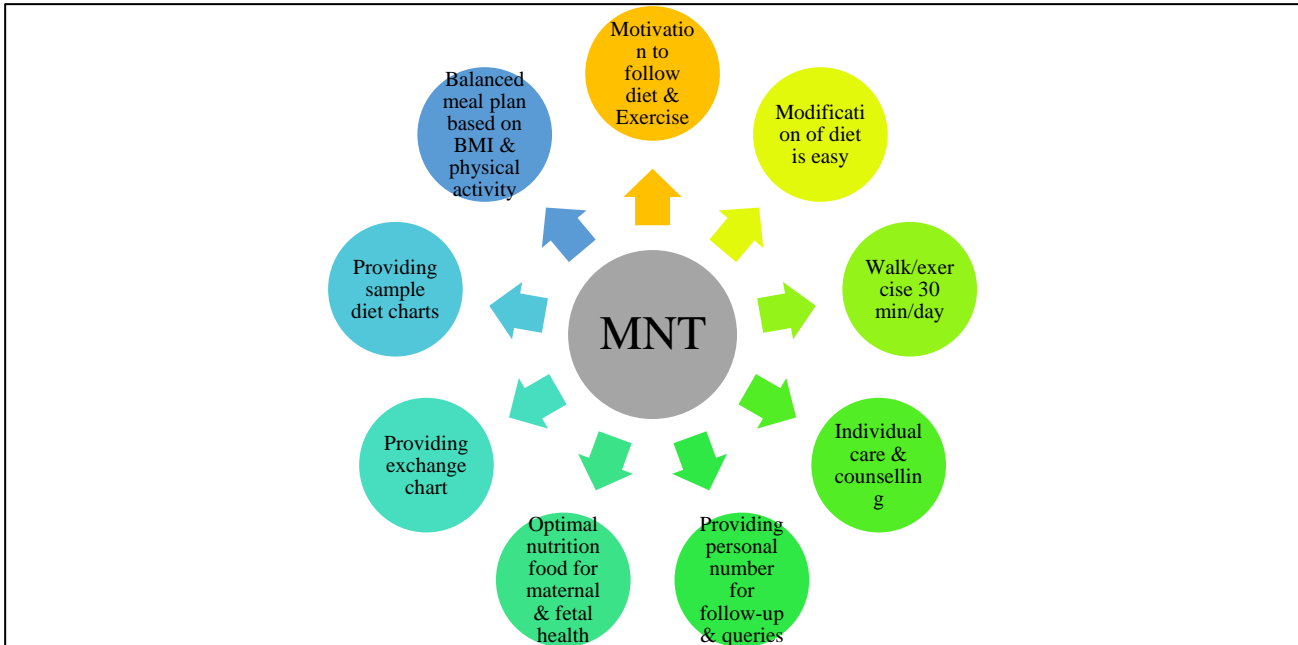 Motivatio
n to
follow
diet &
Exercise
Modificati
on of diet
is easy
Walk/exer
cise 30
min/day
Individual
care &
counsellin
g
Providing
personal
number
for
follow-up
& queries
Optimal
nutrition
food for
maternal
& fetal
health
Providing
exchange
chart
Providing
sample
diet charts
Balanced
meal plan
based on
BMI &
physical
activity
MNT